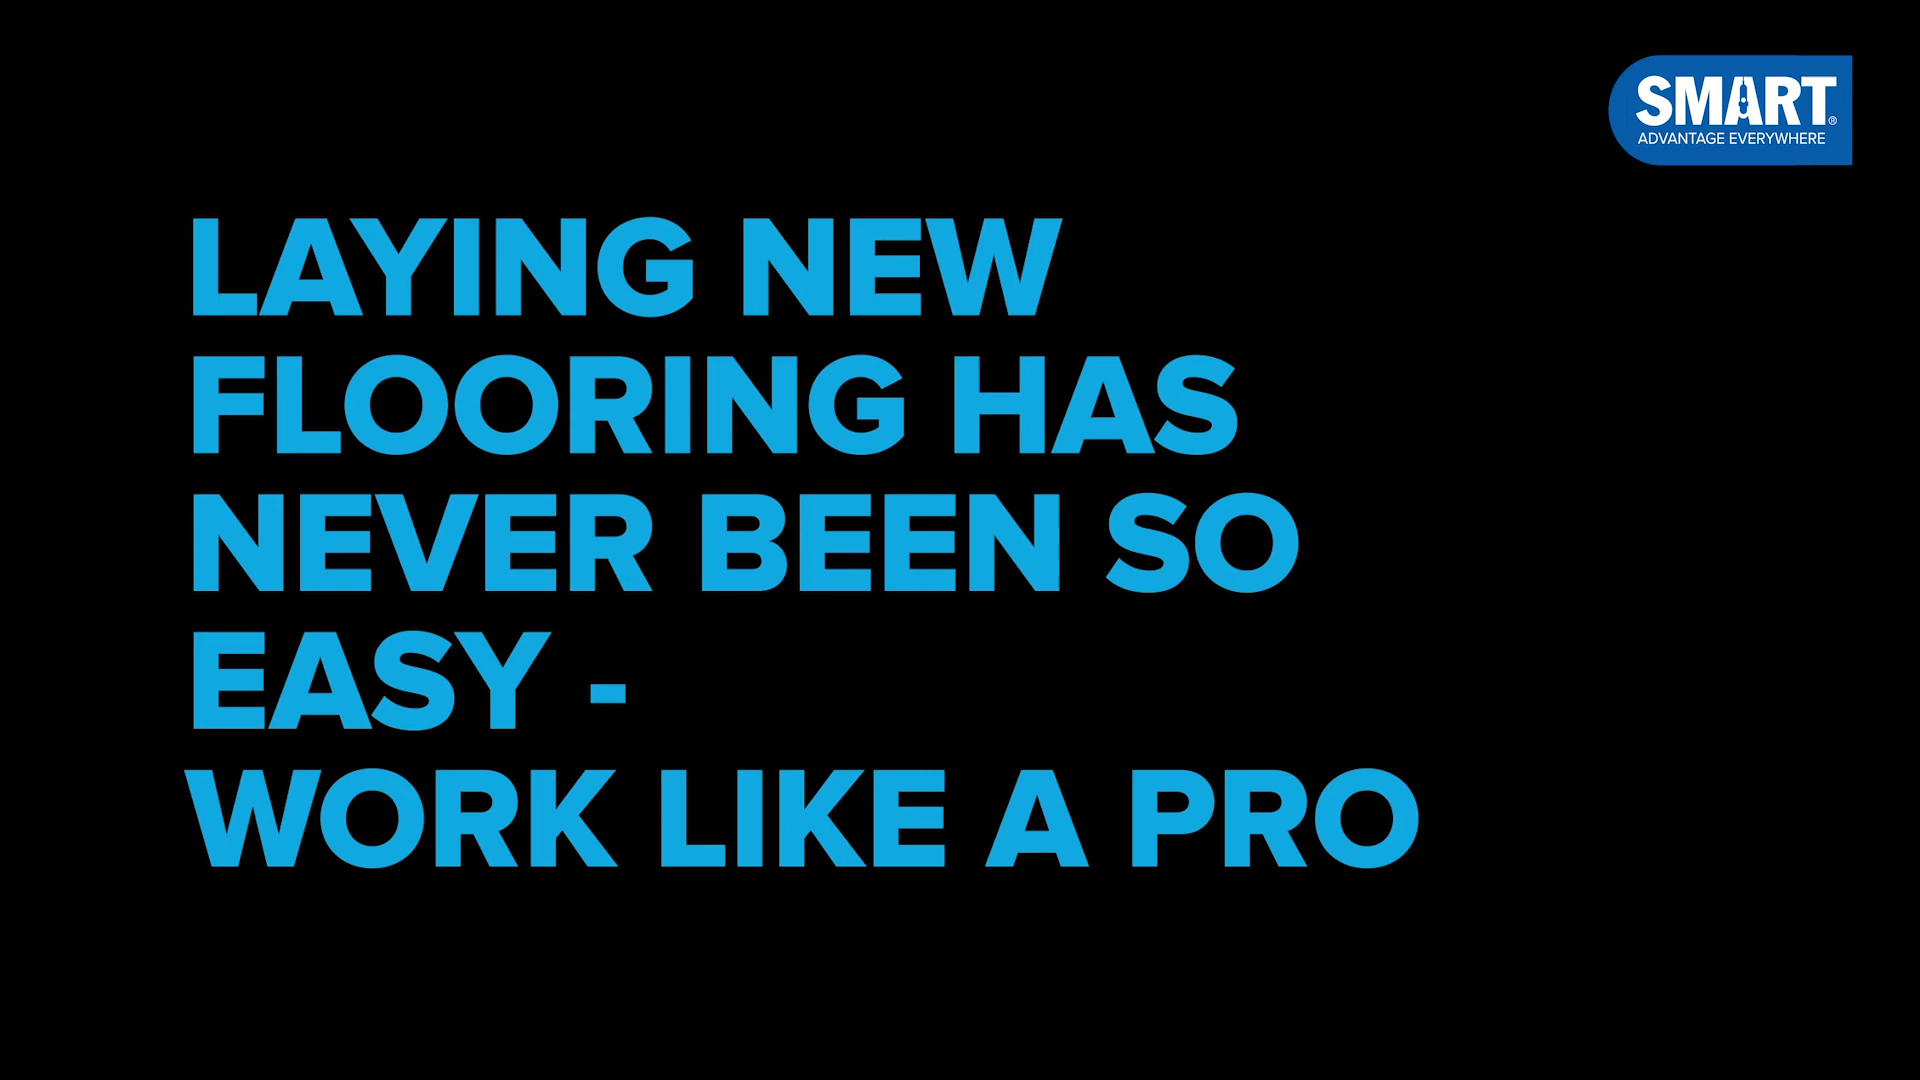 SMART®
ADVANTAGE EVERYWHERE
LAYING NEW
FLOORING HAS
NEVER BEEN SO
EASY -
WORK LIKE A PRO